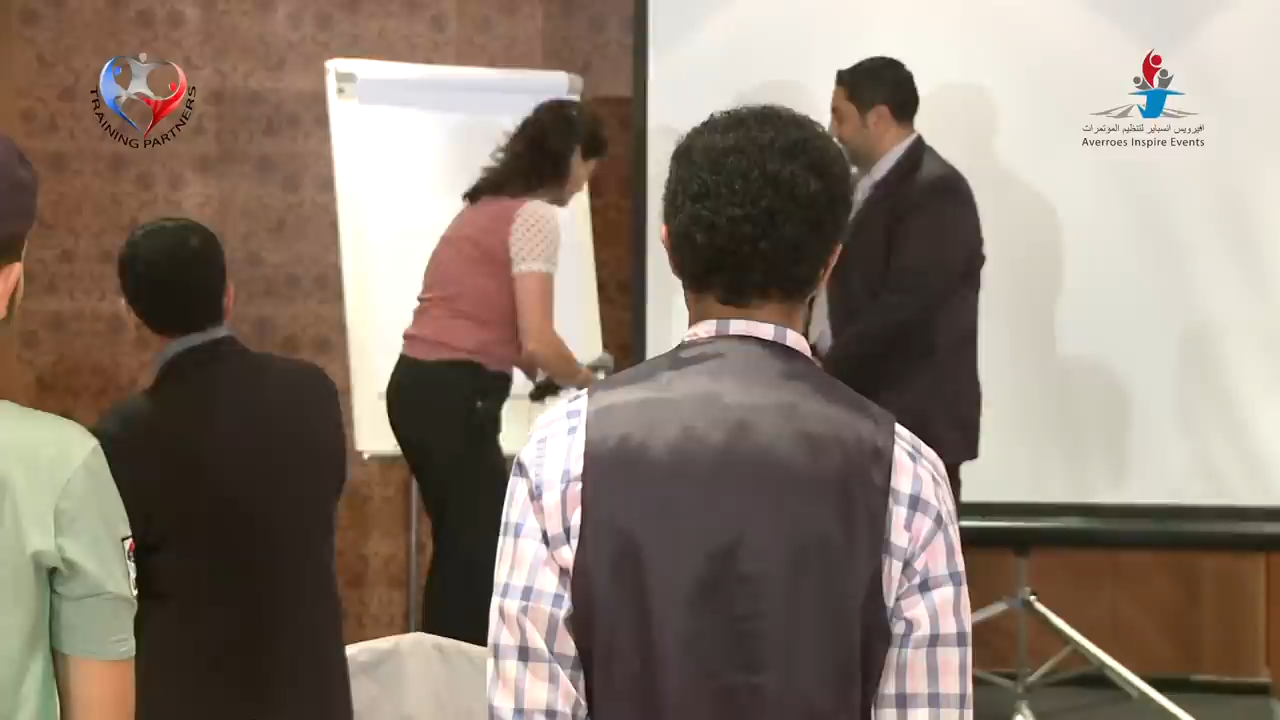 TRAINING PARTNERS
افيرويس انسباير لتنظيم المؤتمرات
Averroes Inspire Events